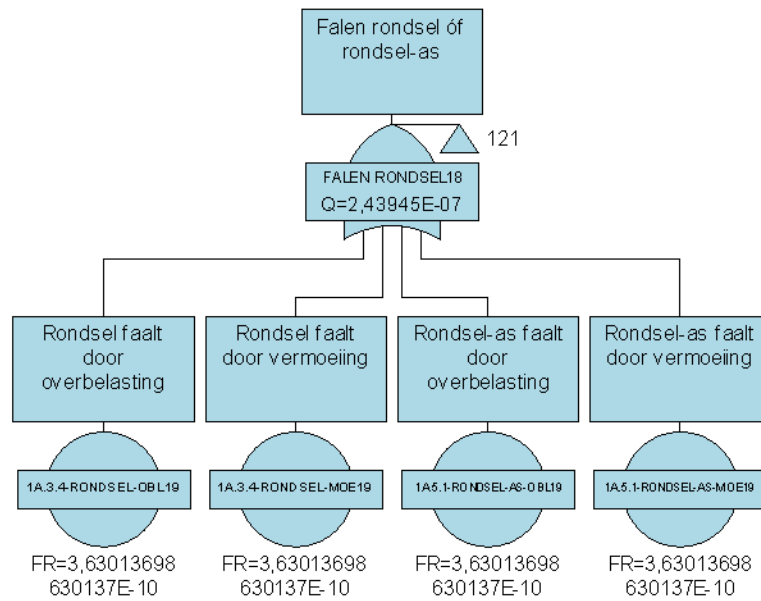 Falen rondsel óf
rondsel-as
121
FALEN RONDSEL18
Q=2,43945E-07
Rondsel faalt
door
overbelasting
Rondsel faalt
door vermoeiing
Rondsel-as faalt
door
overbelasting
Rondsel-as faalt
door vermoeiing
1A.3.4-RONDSEL-OBL19
1A.3.4-RONDSEL-MOE19
1A5.1-RONDSEL-AS-OBL19
1A5.1-RONDSEL-AS-MOE19
FR=3,63013698
630137E-10
FR=3,63013698
630137E-10
FR=3,63013698
630137E-10
FR=3,63013698
630137E-10